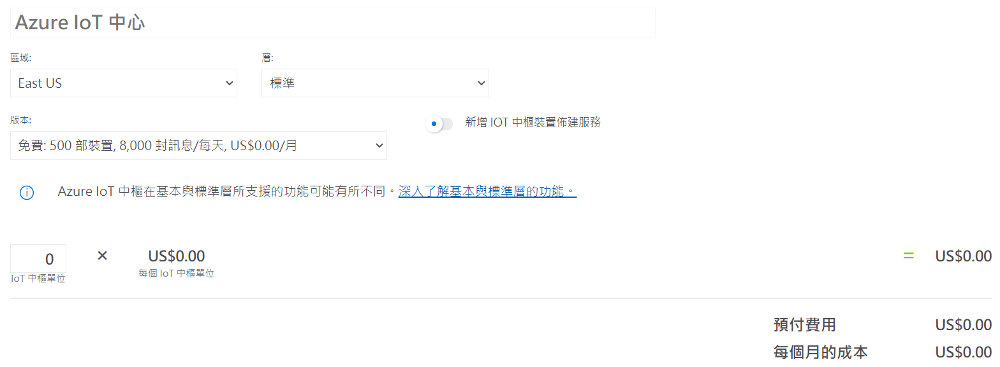 Azure IoT 中心
區域: 層:
East US 標準
版本:
新增 IOT 中樞裝置佈建服務
免費: 500 部裝置, 8,000 封訊息/每天, US$0.00/月
Azure IoT 中樞在基本與標準層所支援的功能可能有所不同。深入了解基本與標準層的功能。
0 × US$0.00 = US$0.00
IoT 中樞單位 每個 IoT 中樞單位
預付費用 US$0.00
每個月的成本 US$0.00